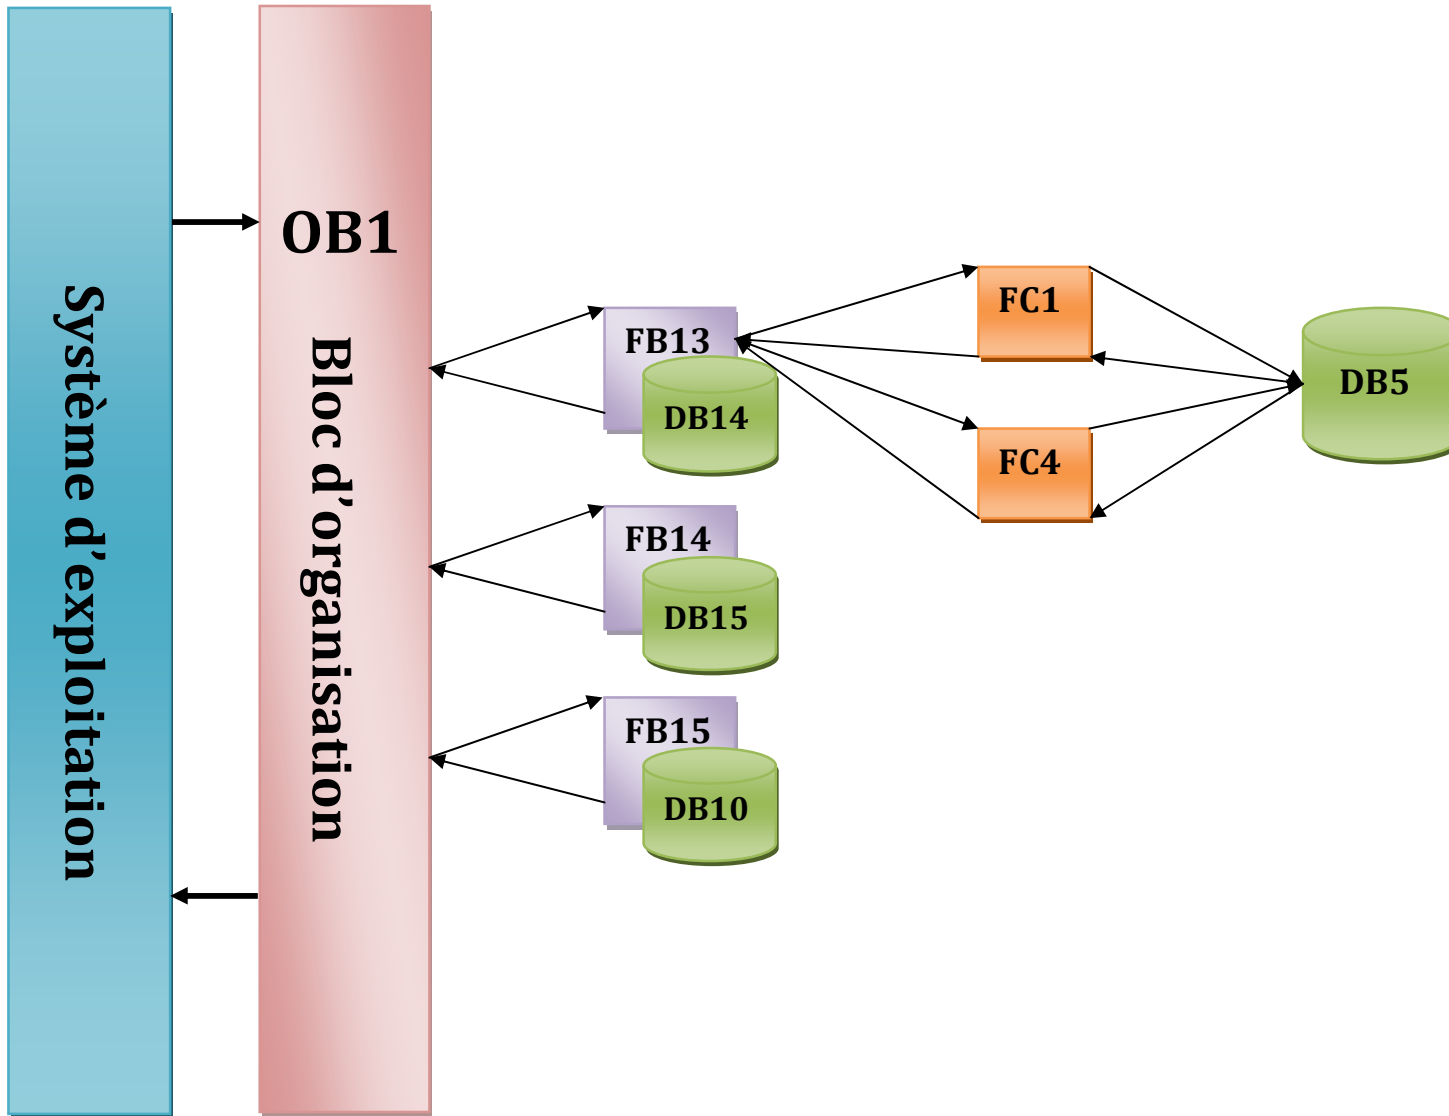 Système d'exploitation
OB1
Bloc d'organisation
FB13
DB14
FB14
DB15
FB15
DB10
FC1
FC4
DB5